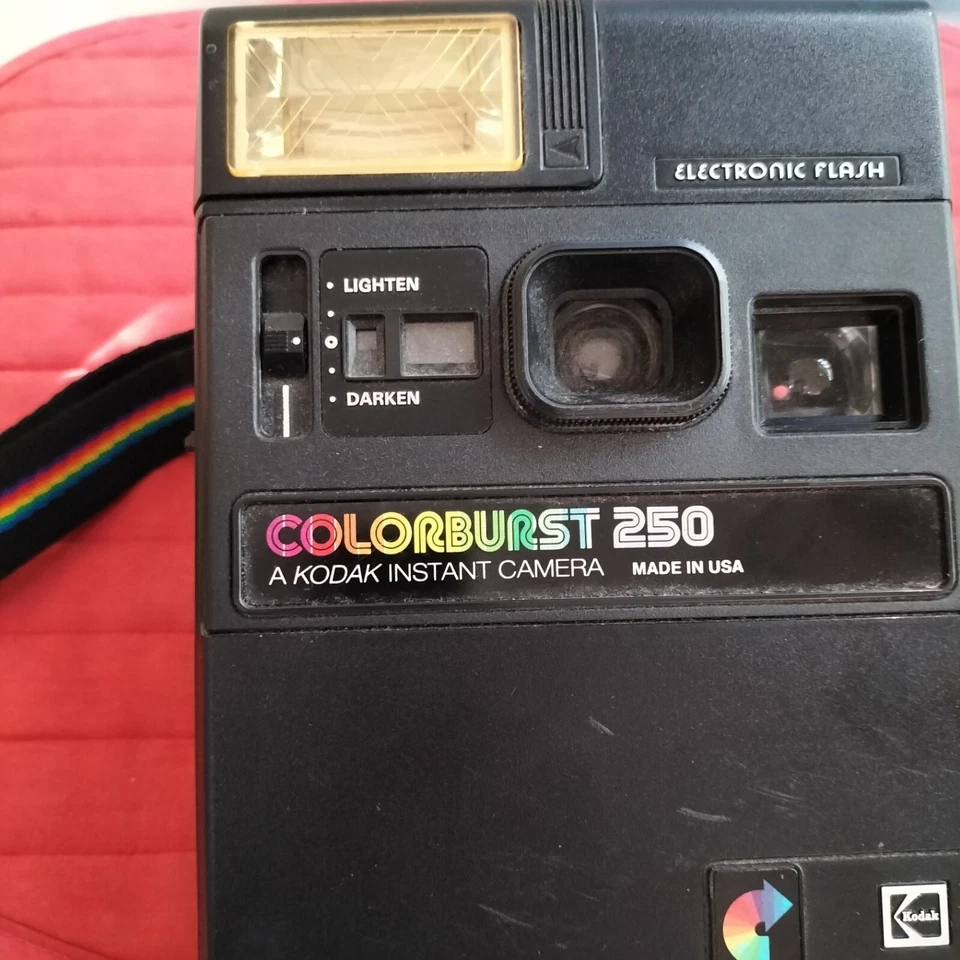 ELECTRONIC FLASH
LIGHTEN
DARKEN
COLORBURST 250
A KODAK INSTANT CAMERA MADE IN USA
Kodak